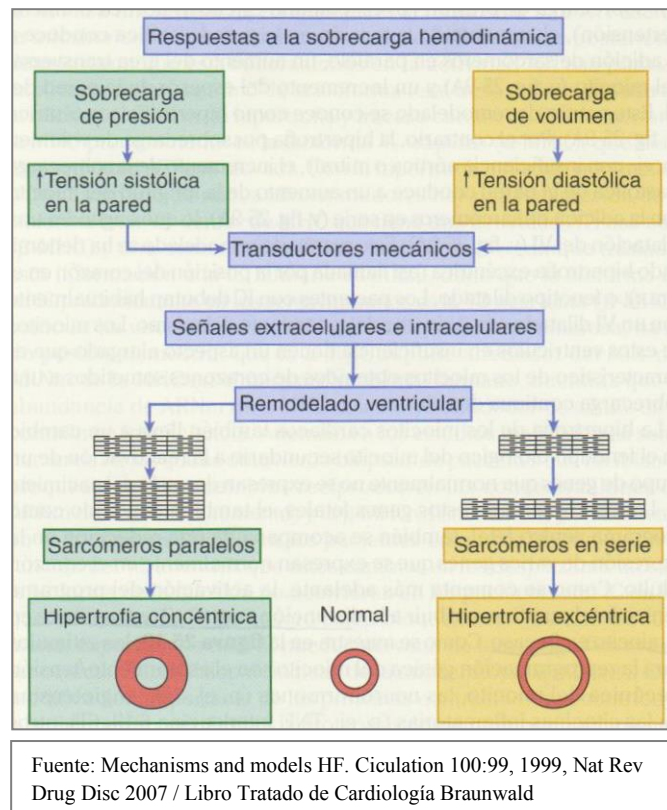 Respuestas a la sobrecarga hemodinámica
Sobrecarga
de presión
Sobrecarga
de volumen
↑Tensión diastólica
en la pared
↑Tensión diastólica
en la pared
Transductores mecánicos
Señales extracelulares e intracelulares
Remodelado ventricular
Sarcómeros paralelos
Sarcómeros en serie
Hipertrofia concéntrica
Normal
Hipertrofia excéntrica
Fuente: Mechanisms and models HF. Ciculation 100:99, 1999, Nat Rev
Drug Disc 2007 / Libro Tratado de Cardiología Braunwald